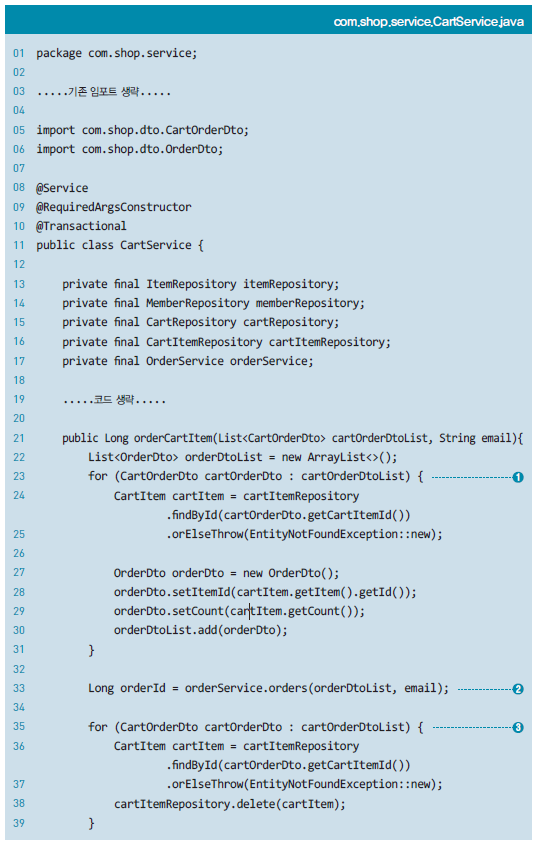 com.shop.service.CartService.java
01 package com.shop.service;
02
03 .....기존 임포트 생략.....
04
05 import com.shop.dto.CartOrderDto;
06 import com.shop.dto.OrderDto;
07
08 @Service
09 @RequiredArgsConstructor
10 @Transactional
11 public class CartService {
12
13 private final ItemRepository itemRepository;
14 private final MemberRepository memberRepository;
15 private final CartRepository cartRepository;
16 private final CartItemRepository cartItemRepository;
17 private final OrderService orderService;
18
19 .....코드 생략.....
20
21 public Long orderCartItem(List<CartOrderDto> cartOrderDtoList, String email){
22 List<OrderDto> orderDtoList = new ArrayList<>();
23 for (CartOrderDto cartOrderDto : cartOrderDtoList) { ❶
24 CartItem cartItem = cartItemRepository
.findById(cartOrderDto.getCartItemId())
25 .orElseThrow(EntityNotFoundException::new);
26
27 OrderDto orderDto = new OrderDto();
28 orderDto.setItemId(cartItem.getItem().getId());
29 orderDto.setCount(cartItem.getCount());
30 orderDtoList.add(orderDto);
31 }
32
33 Long orderId = orderService.orders(orderDtoList, email); ❷
34
35 for (CartOrderDto cartOrderDto : cartOrderDtoList) { ❸
36 CartItem cartItem = cartItemRepository
.findById(cartOrderDto.getCartItemId())
37 .orElseThrow(EntityNotFoundException::new);
38 cartItemRepository.delete(cartItem);
39 }